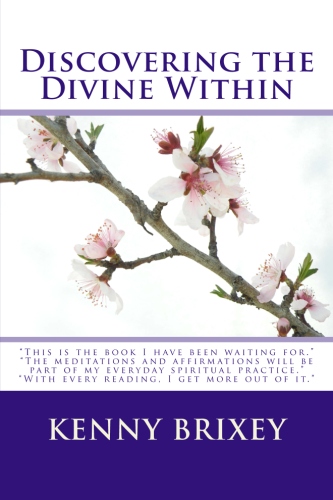 Discovering the
Divine Within
"This is the book I have been waiting for."
"The meditations and affirmations will be
part of my everyday spiritual practice."
"With every reading, I get more out of it."
Kenny Brixey